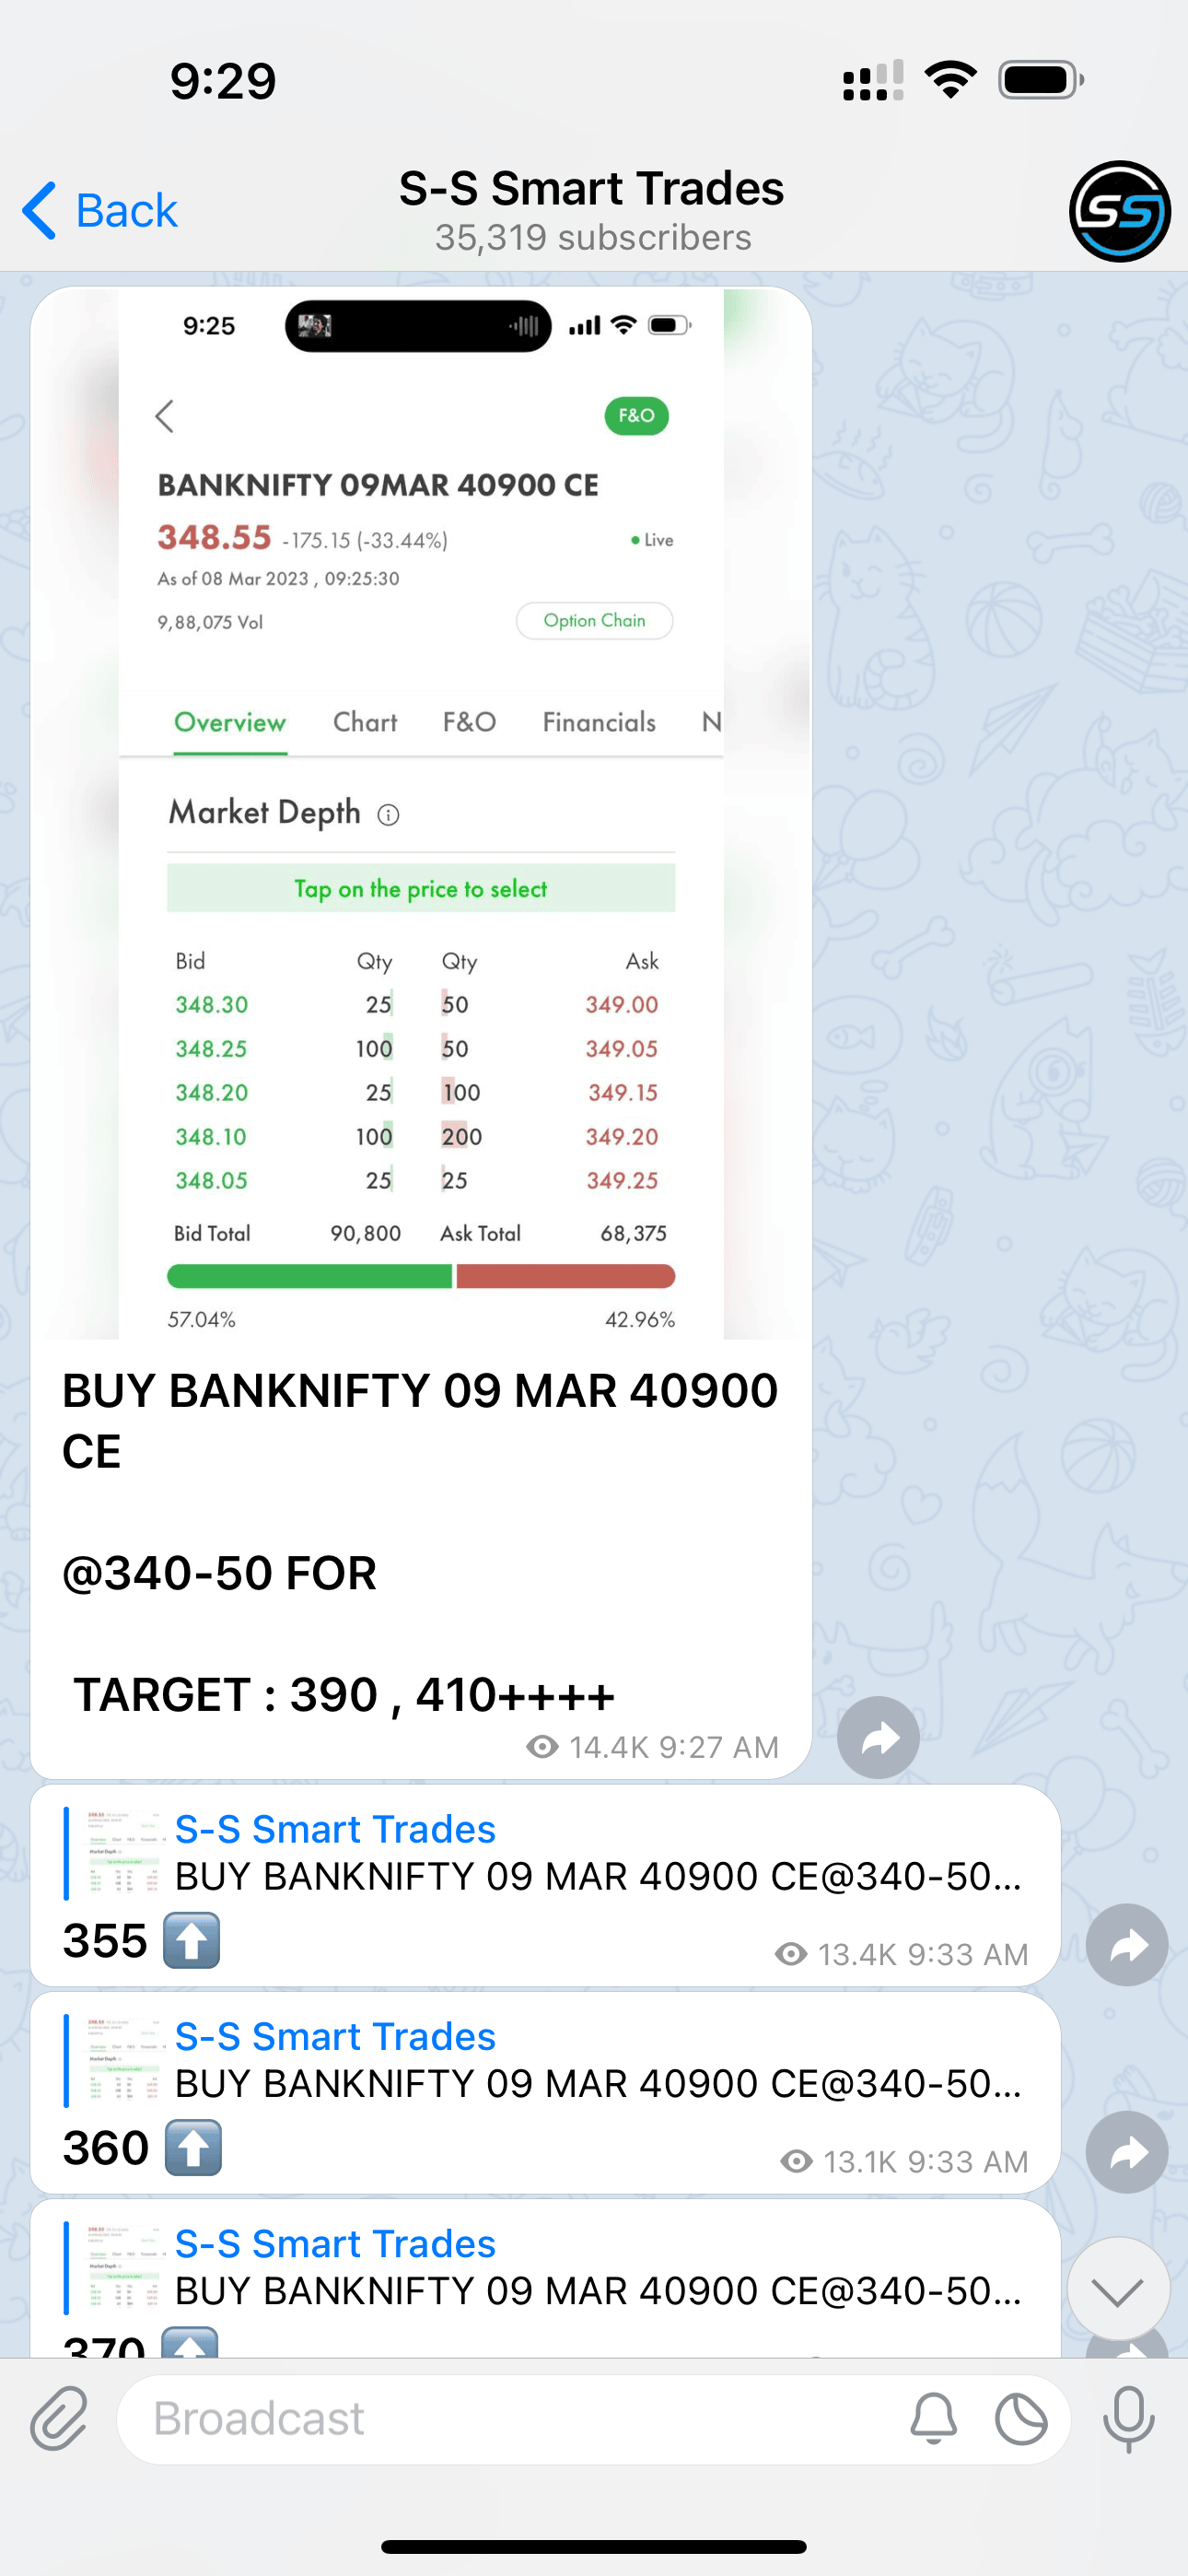 9:29
Back
S-S Smart Trades
35,319 subscribers
SS
9:25
F&O
BANKNIFTY 09MAR 40900 CE
348.55 -175.15 (-33.44%)
Live
As of 08 Mar 2023 , 09:25:30
9,88,075 Vol
Option Chain
Overview Chart F&O Financials N
Market Depth
Tap on the price to select
Bid Qty Qty Ask
348.30 25 50 349.00
348.25 100 50 349.05
348.20 25 100 349.15
348.10 100 200 349.20
348.05 25 25 349.25
Bid Total 90,800 Ask Total 68,375
57.04% 42.96%
BUY BANKNIFTY 09 MAR 40900
CE
@340-50 FOR
TARGET : 390 , 410++++
14.4K 9:27 AM
S-S Smart Trades
BUY BANKNIFTY 09 MAR 40900 CE@340-50...
355 ⬆️
13.4K 9:33 AM
S-S Smart Trades
BUY BANKNIFTY 09 MAR 40900 CE@340-50...
360 ⬆️
13.1K 9:33 AM
S-S Smart Trades
BUY BANKNIFTY 09 MAR 40900 CE@340-50...
370 ⬆️
Broadcast